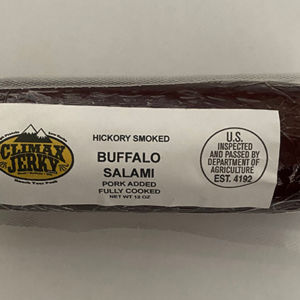 CLIMAX
JERKY
HICKORY SMOKED
BUFFALO
SALAMI
PORK ADDED
FULLY COOKED
NET WT 12 OZ
U.S.
INSPECTED
AND PASSED BY
DEPARTMENT OF
AGRICULTURE
EST. 4192